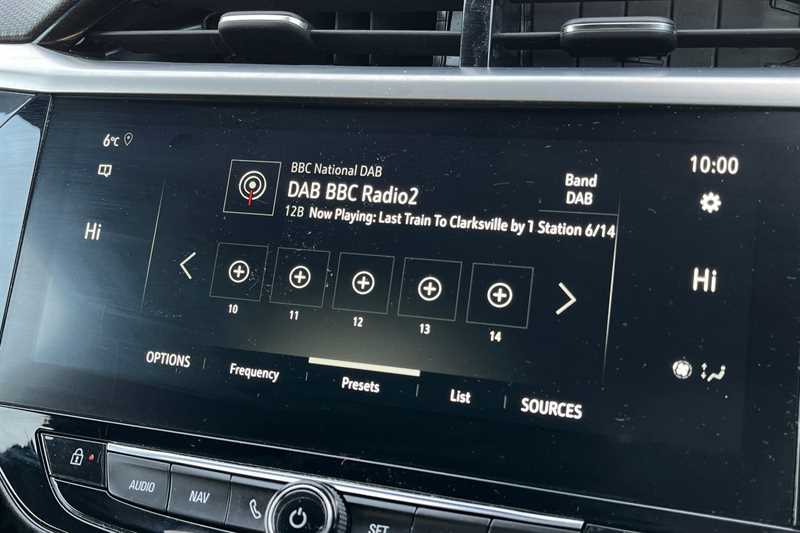 6°C
10:00
BBC National DAB
DAB BBC Radio2
12B Now Playing: Last Train To Clarksville by 1 Station 6/14
Band
DAB
Hi
Hi
10
11
12
13
14
OPTIONS
Frequency
Presets
List
SOURCES
AUDIO
NAV
SET